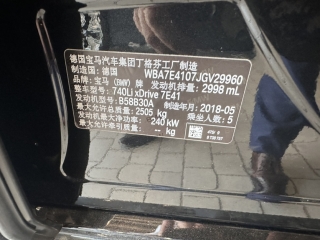 德国宝马汽车集团丁格芬工厂制造
制造国：德国 WBA7E4107JGV29960
品牌：宝马 (BMW) 牌 发动机排量：2998 mL
整车型号：740Li xDrive 7E41
发动机型号：B58B30A 制造年月：2018-05
最大允许总质量：2505 kg 乘坐人数：5
发动机最大净功率：240 kW
最大允许牵引质量：-- kg